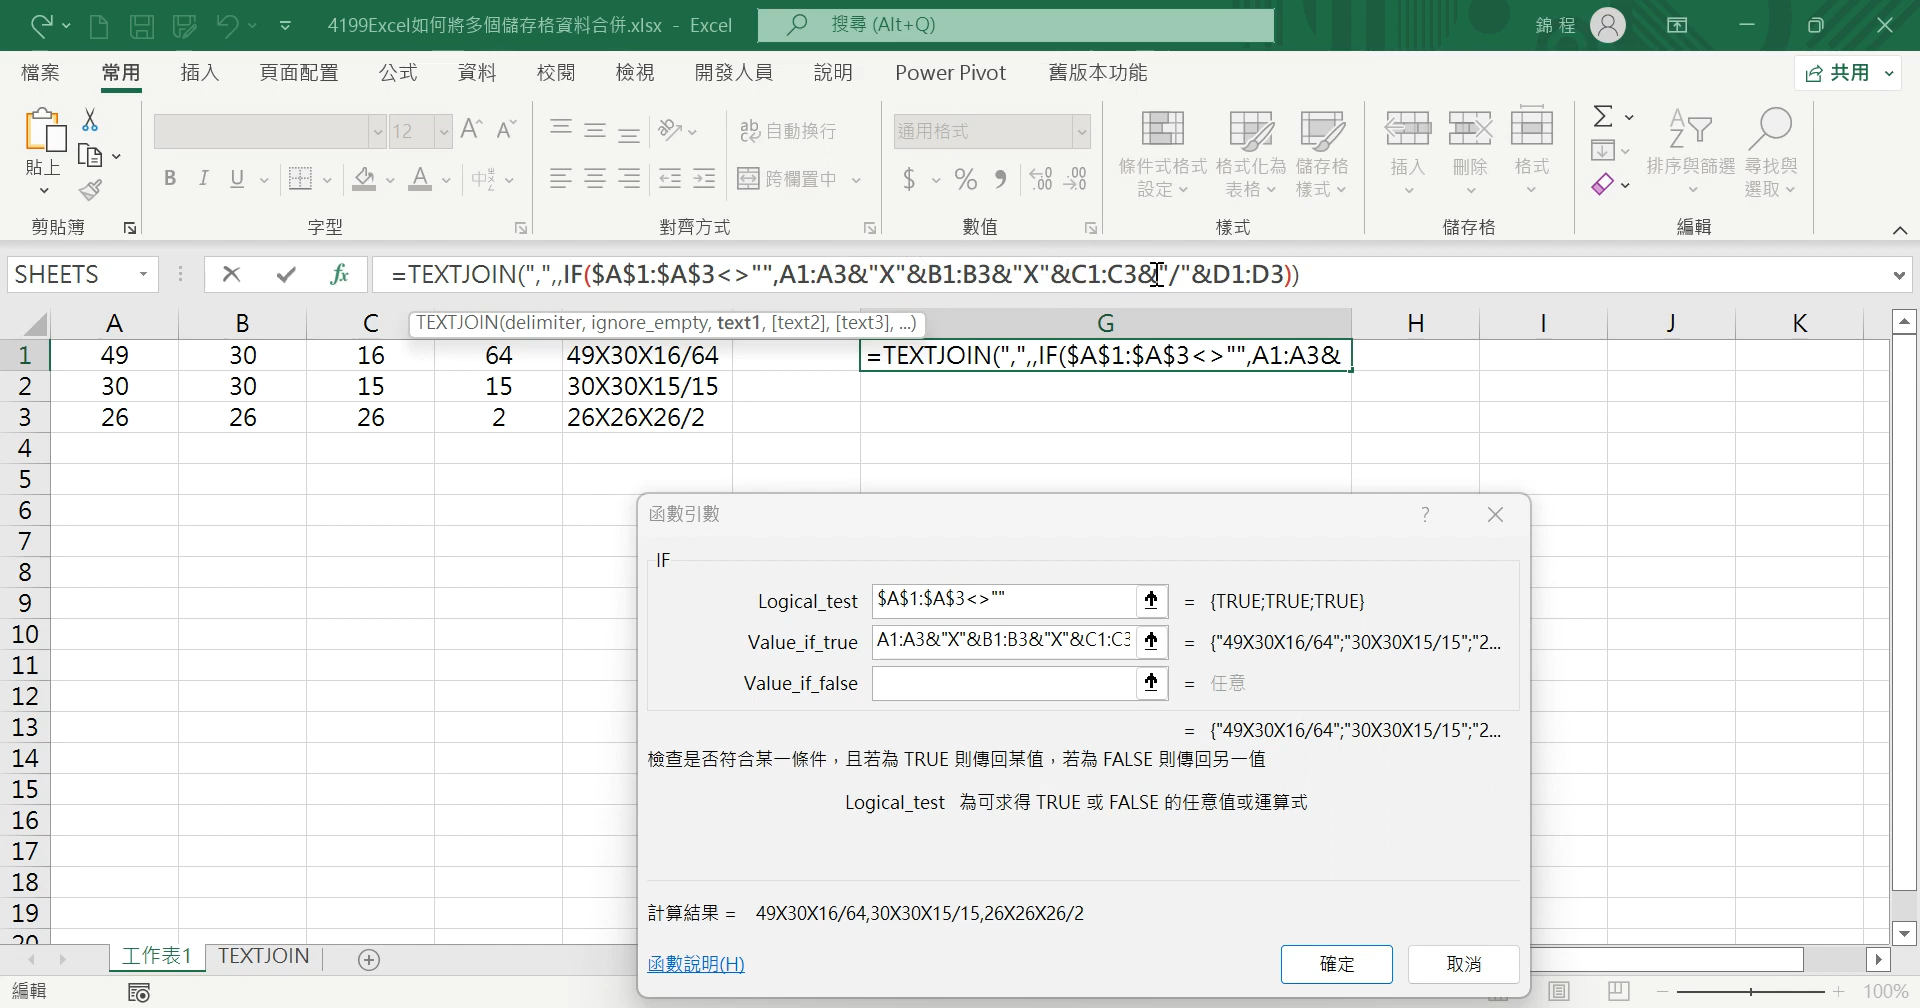 4199Excel如何將多個儲存格資料合併.xlsx - Excel
搜尋 (Alt+Q)
錦 程
檔案 常用 插入 頁面配置 公式 資料 校閱 檢視 開發人員 說明 Power Pivot 舊版本功能
共用
貼上
12
自動換行
通用格式
B I U
跨欄置中
條件式格式設定
格式化為表格
儲存格樣式
插入
刪除
格式
排序與篩選
尋找與選取
剪貼簿 字型 對齊方式 數值 樣式 儲存格 編輯
SHEETS
fx
=TEXTJOIN(",",,IF($A$1:$A$3<>"",A1:A3&"X"&B1:B3&"X"&C1:C3&"/"&D1:D3))
TEXTJOIN(delimiter, ignore_empty, text1, [text2], [text3], ...)
A B C G H I J K
1 49 30 16 64 49X30X16/64 =TEXTJOIN(",",,IF($A$1:$A$3<>"",A1:A3&
2 30 30 15 15 30X30X15/15
3 26 26 26 2 26X26X26/2
4
5
6
7
8
9
10
11
12
13
14
15
16
17
18
19
20
函數引數
?
IF
Logical_test $A$1:$A$3<>"" = {TRUE;TRUE;TRUE}
Value_if_true A1:A3&"X"&B1:B3&"X"&C1:C3 = {"49X30X16/64";"30X30X15/15";"2...
Value_if_false = 任意
= {"49X30X16/64";"30X30X15/15";"2...
檢查是否符合某一條件，且若為 TRUE 則傳回某值，若為 FALSE 則傳回另一值
Logical_test 為可求得 TRUE 或 FALSE 的任意值或運算式
計算結果 = 49X30X16/64,30X30X15/15,26X26X26/2
函數說明(H)
確定
取消
工作表1 TEXTJOIN
編輯
100%